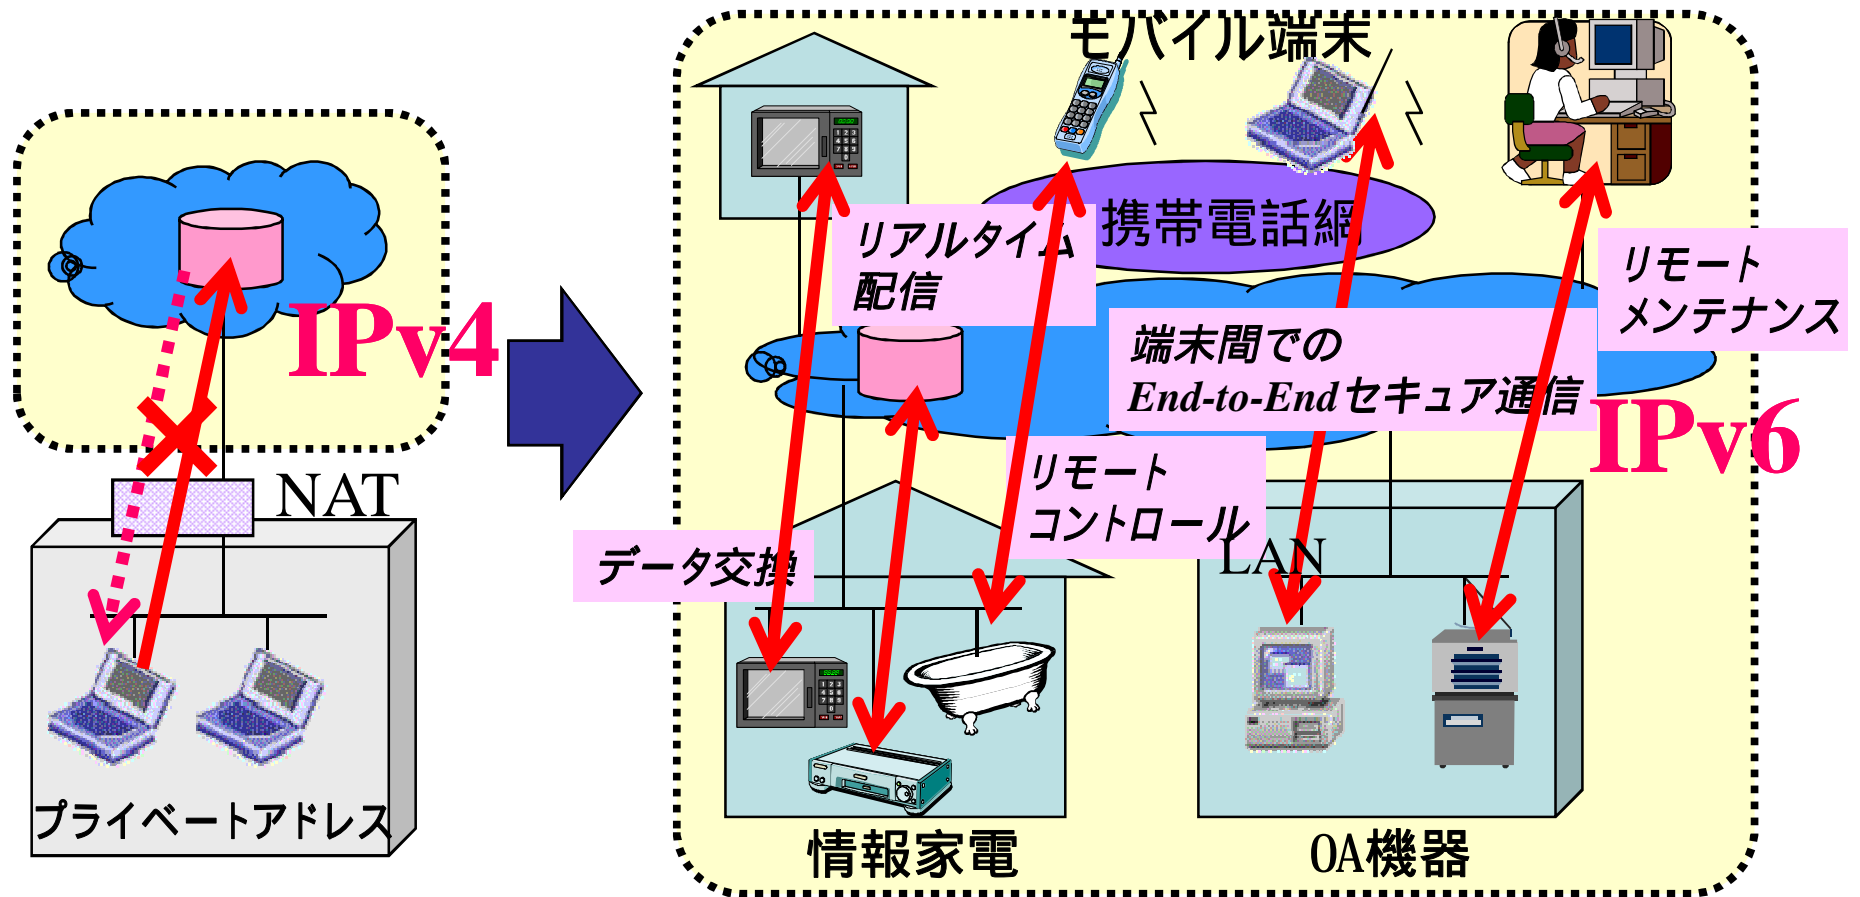 モバイル端末
携帯電話網
リアルタイム
配信
リモート
メンテナンス
IPv4
端末間での
End-to-Endセキュア通信
IPv6
NAT
リモート
コントロール
データ交換
LAN
プライベートアドレス
情報家電
OA機器